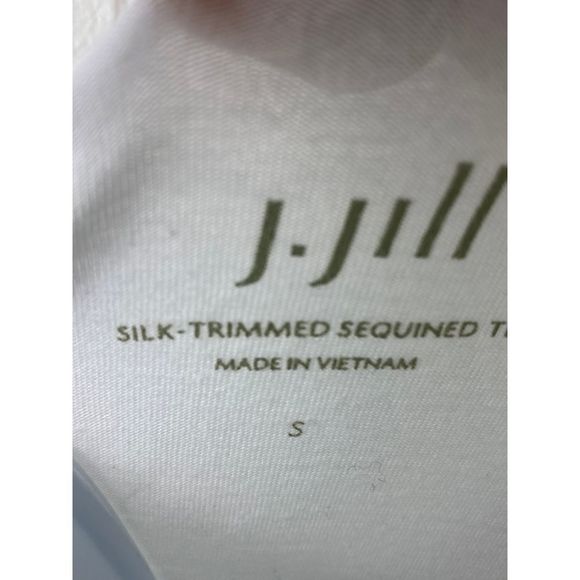 J.Jill
SILK-TRIMMED SEQUINED
MADE IN VIETNAM
S